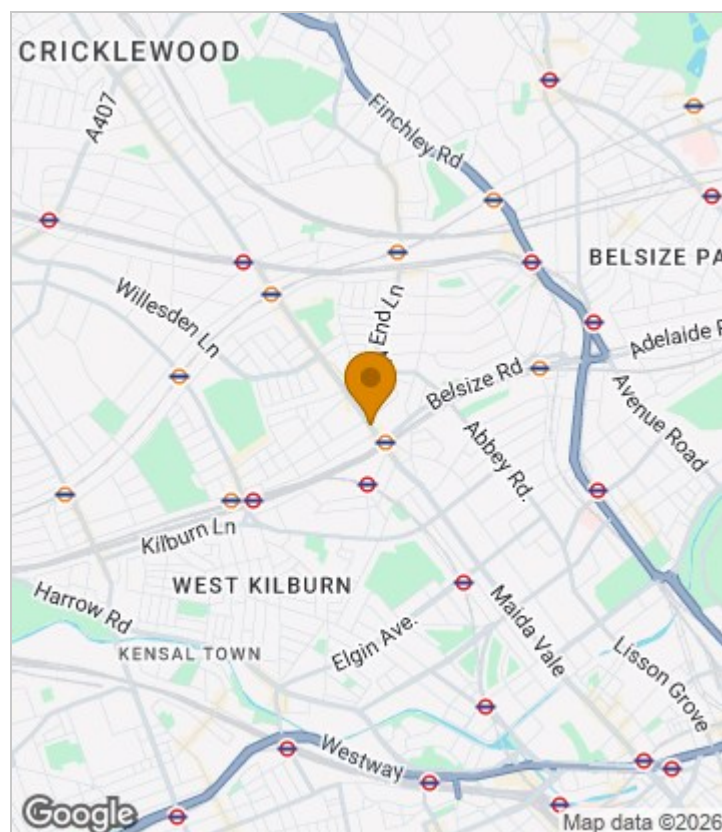 CRICKLEWOOD
A407
Finchley Rd
BELSIZE PA
Willesden Ln
End Ln
Adelaide R
Belsize Rd
Avenue Road
Abbey Rd.
Kilburn Ln
WEST KILBURN
Harrow Rd
Maida Vale
Elgin Ave.
KENSAL TOWN
Lisson Grove
Westway
Google
Map data ©2026